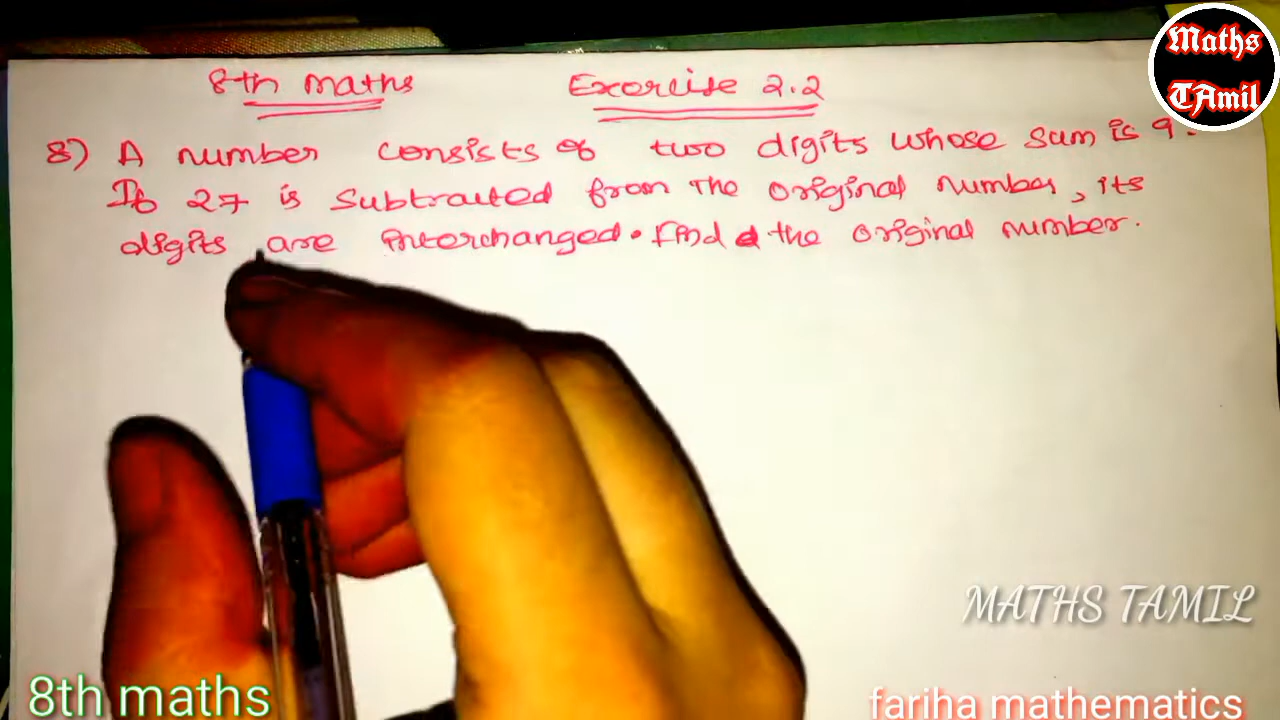 Maths
TAmil
8th maths Exercise 2.2
8) A number consists of two digits whose sum is 9.
If 27 is subtracted from the original number, its
digits are interchanged. Find the original number.
MATHS TAMIL
8th maths
fariha mathematics